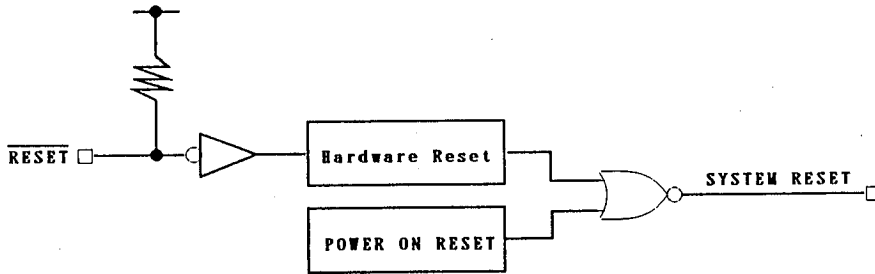 RESET
Hardware Reset
SYSTEM RESET
POWER ON RESET